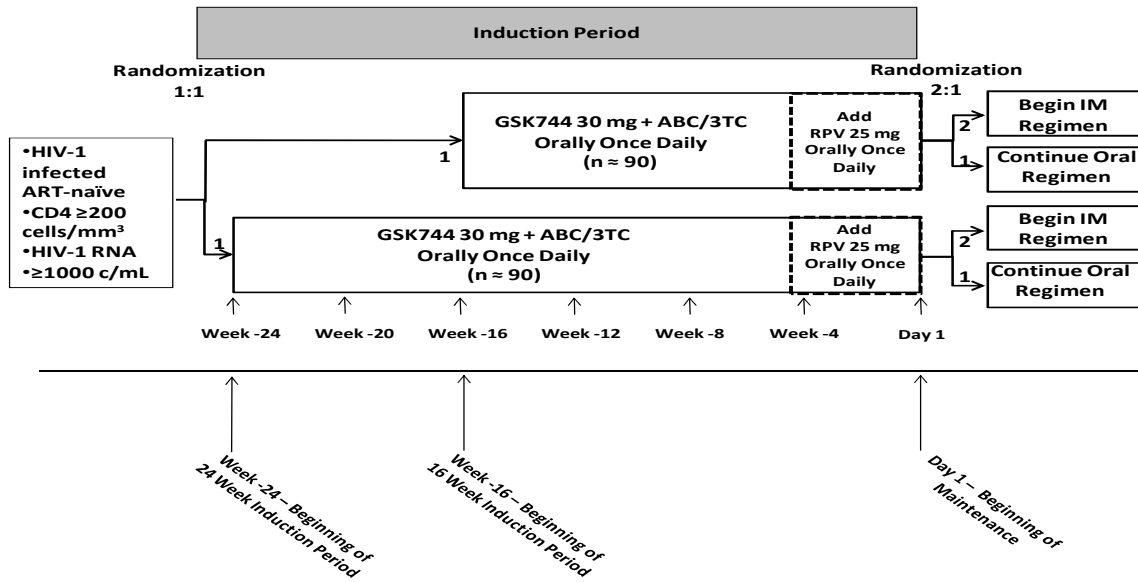 Induction Period
Randomization
1:1
Randomization
2:1
•HIV-1
infected
ART-naïve
•CD4 ≥200
cells/mm³
•HIV-1 RNA
•≥1000 c/mL
1
GSK744 30 mg + ABC/3TC
Orally Once Daily
(n ≈ 90)
Add
RPV 25 mg
Orally Once
Daily
2
Begin IM
Regimen
1
Continue Oral
Regimen
1
GSK744 30 mg + ABC/3TC
Orally Once Daily
(n ≈ 90)
Add
RPV 25 mg
Orally Once
Daily
2
Begin IM
Regimen
1
Continue Oral
Regimen
Week -24
Week -20
Week -16
Week -12
Week -8
Week -4
Day 1
Week -24 – Beginning of
24 Week Induction Period
Week -16 – Beginning of
16 Week Induction Period
Day 1 – Beginning of
Maintenance